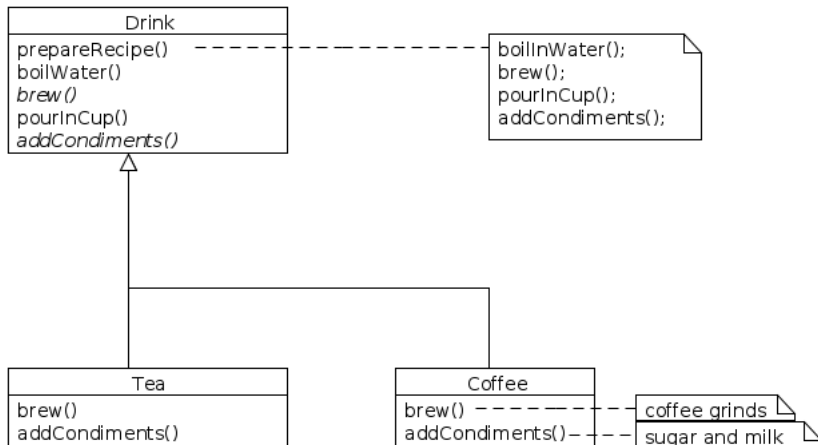 Drink
prepareRecipe()
boilWater()
brew()
pourInCup()
addCondiments()
boilInWater();
brew();
pourInCup();
addCondiments();
Tea
brew()
addCondiments()
Coffee
brew()
addCondiments()
coffee grinds
sugar and milk